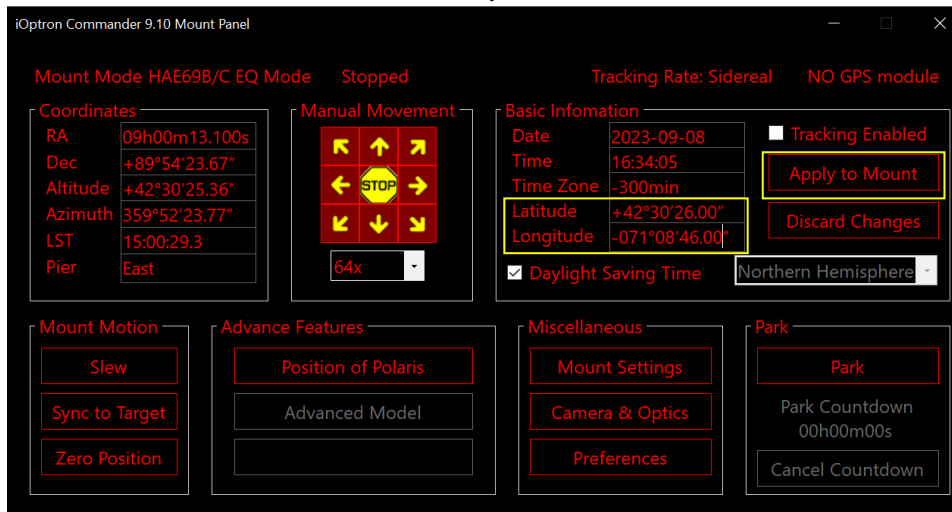 iOptron Commander 9.10 Mount Panel
Mount Mode HAE69B/C EQ Mode Stopped Tracking Rate: Sidereal NO GPS module
Coordinates
RA 09h00m13.100s
Dec +89°54'23.67"
Altitude +42°30'25.36"
Azimuth 359°52'23.77"
LST 15:00:29.3
Pier East
Manual Movement
STOP
64x
Basic Infomation
Date 2023-09-08
Time 16:34:05
Time Zone -300min
Latitude +42°30'26.00"
Longitude -071°08'46.00"
Daylight Saving Time
Tracking Enabled
Apply to Mount
Discard Changes
Northern Hemisphere
Mount Motion
Slew
Sync to Target
Zero Position
Advance Features
Position of Polaris
Advanced Model
Miscellaneous
Mount Settings
Camera & Optics
Preferences
Park
Park
Park Countdown
00h00m00s
Cancel Countdown